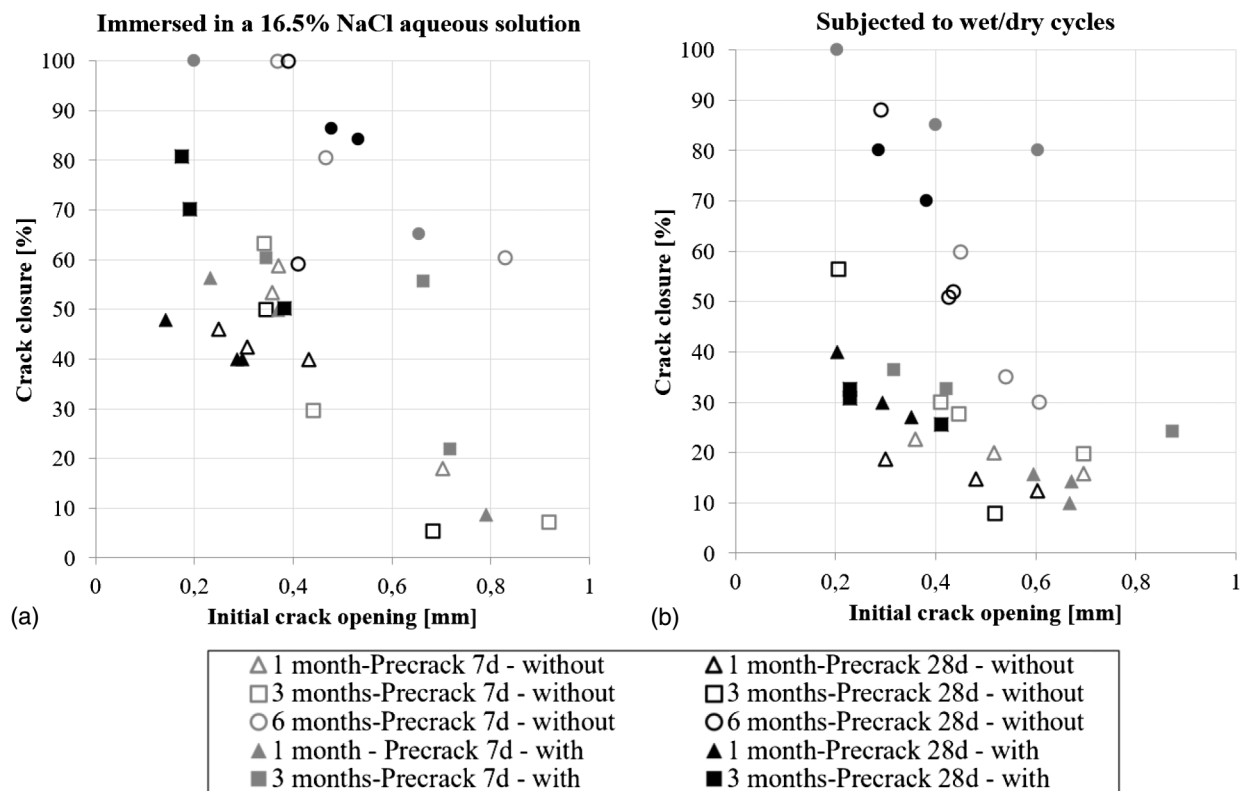 Immersed in a 16.5% NaCl aqueous solution
100
90
80
70
60
50
40
30
20
10
0
Crack closure [%]
0 0,2 0,4 0,6 0,8 1
Initial crack opening [mm]
(a)
Subjected to wet/dry cycles
100
90
80
70
60
50
40
30
20
10
0
Crack closure [%]
0 0,2 0,4 0,6 0,8 1
Initial crack opening [mm]
(b)
1 month-Precrack 7d - without
3 months-Precrack 7d - without
6 months-Precrack 7d - without
1 month - Precrack 7d - with
3 months-Precrack 7d - with
1 month-Precrack 28d - without
3 months-Precrack 28d - without
6 months-Precrack 28d - without
1 month-Precrack 28d - with
3 months-Precrack 28d - with